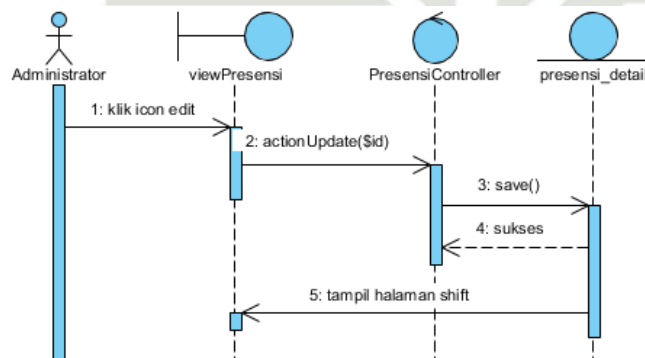 Administrator viewPresensi PresensiController presensi_detail
1: klik icon edit
2: actionUpdate($id)
3: save()
4: sukses
5: tampil halaman shift